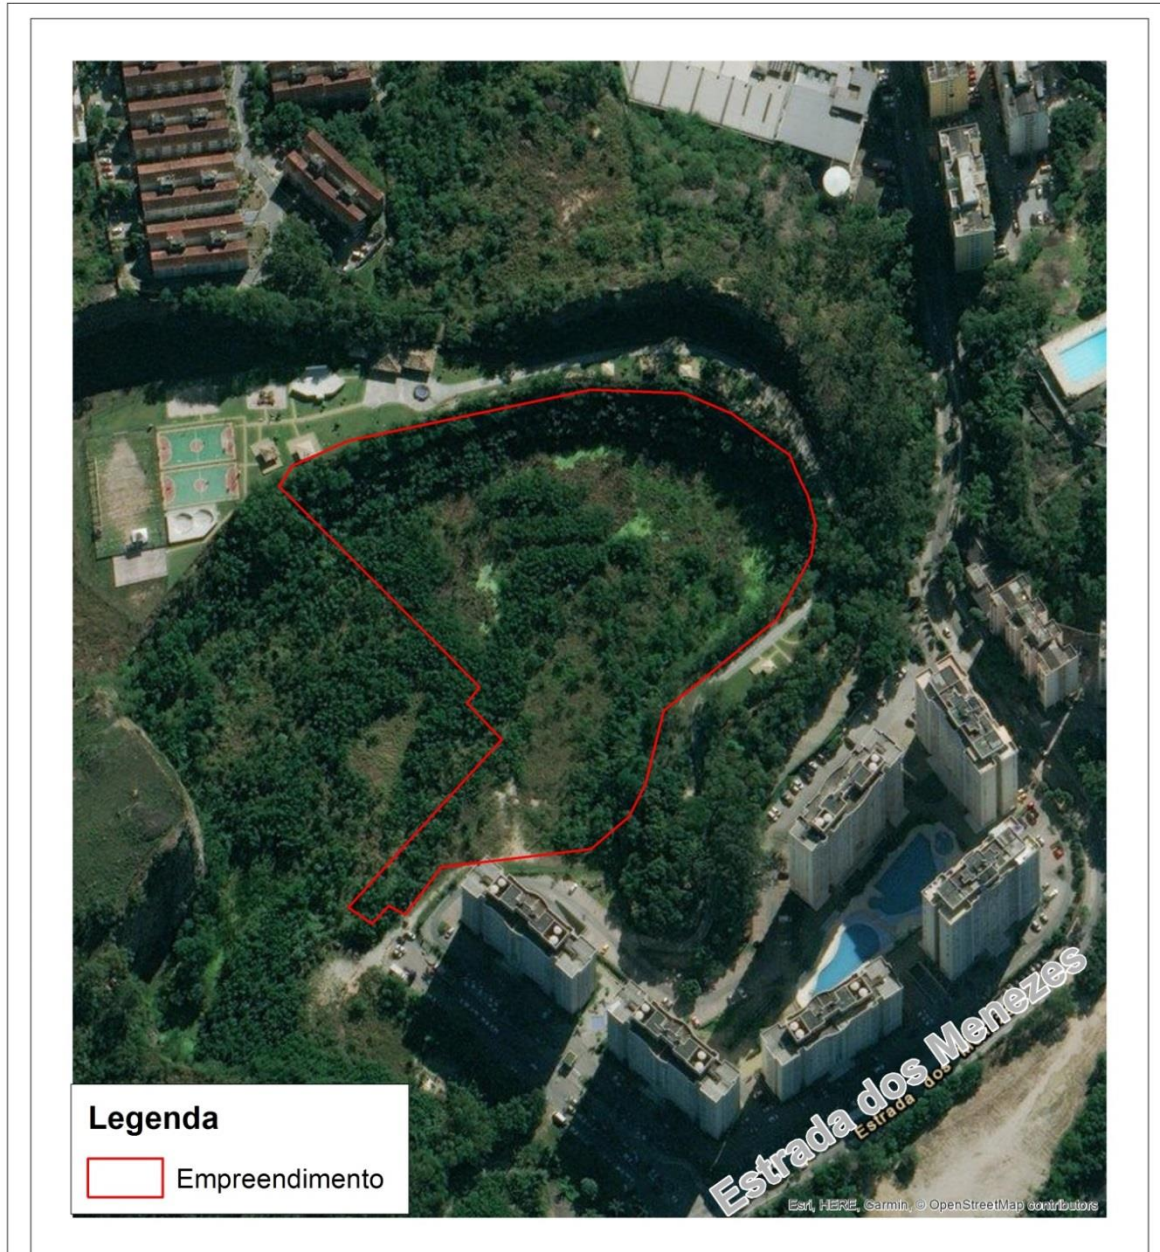 Estrada dos Menezes
Estrada dos M
Legenda
Empreendimento
Esri, HERE, Garmin, © OpenStreetMap contributors